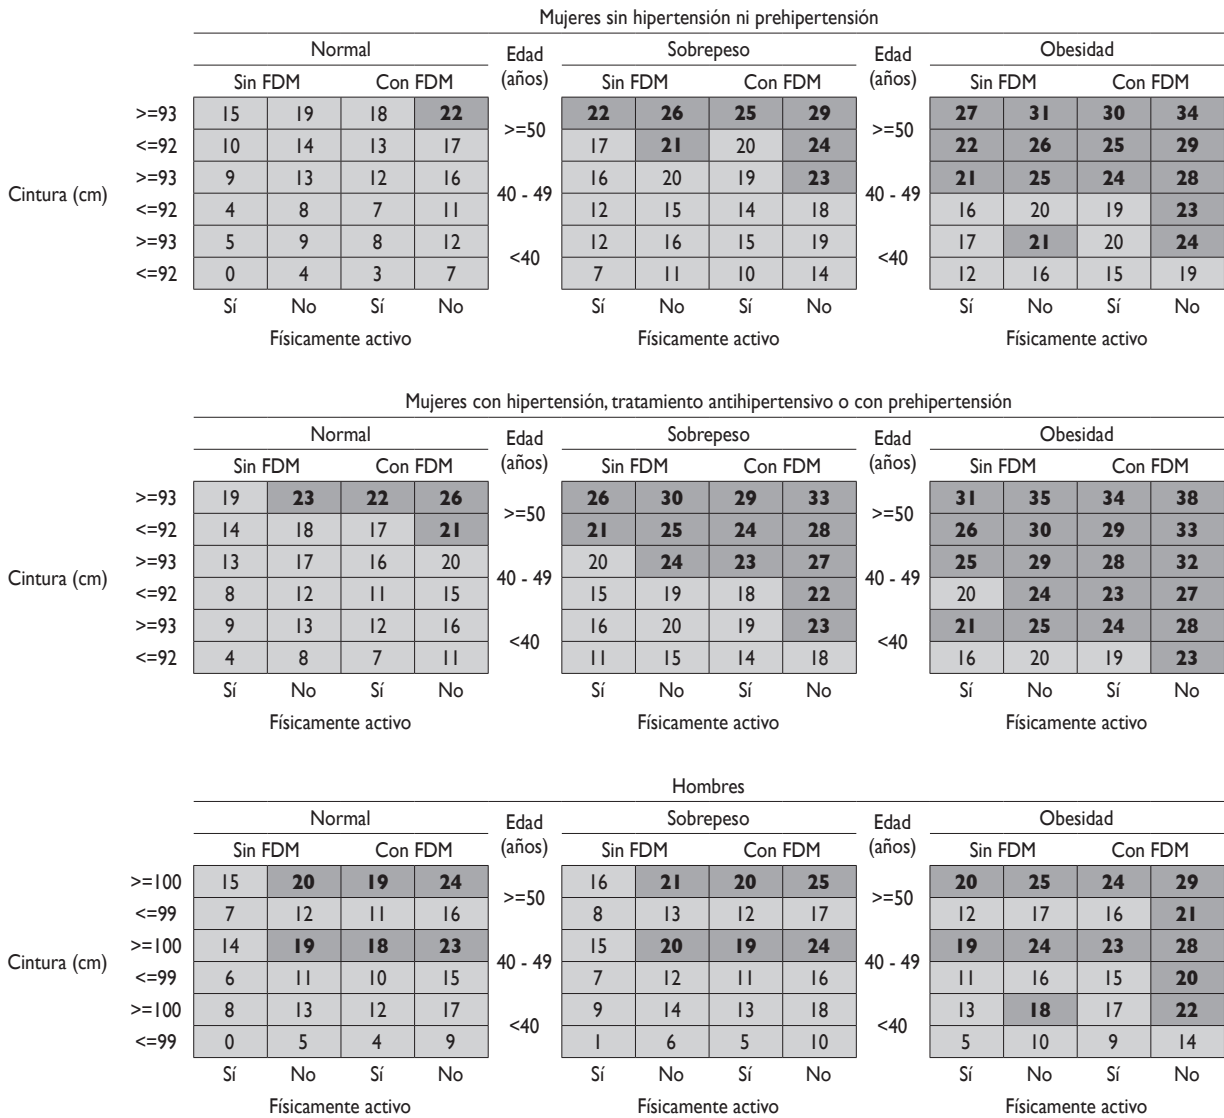 Mujeres sin hipertensión ni prehipertensión
Normal Edad (años) Sobrepeso Edad (años) Obesidad
Sin FDM Con FDM Sin FDM Con FDM Sin FDM Con FDM
>=93 15 19 18 22 >=50 22 26 25 29 >=50 27 31 30 34
<=92 10 14 13 17 17 21 20 24 22 26 25 29
Cintura (cm) >=93 9 13 12 16 40 - 49 16 20 19 23 40 - 49 21 25 24 28
<=92 4 8 7 11 12 15 14 18 16 20 19 23
>=93 5 9 8 12 <40 12 16 15 19 <40 17 21 20 24
<=92 0 4 3 7 7 11 10 14 12 16 15 19
Sí No Sí No Sí No Sí No Sí No Sí No
Físicamente activo Físicamente activo Físicamente activo
Mujeres con hipertensión, tratamiento antihipertensivo o con prehipertensión
Normal Edad (años) Sobrepeso Edad (años) Obesidad
Sin FDM Con FDM Sin FDM Con FDM Sin FDM Con FDM
>=93 19 23 22 26 >=50 26 30 29 33 >=50 31 35 34 38
<=92 14 18 17 21 21 25 24 28 26 30 29 33
Cintura (cm) >=93 13 17 16 20 40 - 49 20 24 23 27 40 - 49 25 29 28 32
<=92 8 12 11 15 15 19 18 22 20 24 23 27
>=93 9 13 12 16 <40 16 20 19 23 <40 21 25 24 28
<=92 4 8 7 11 11 15 14 18 16 20 19 23
Sí No Sí No Sí No Sí No Sí No Sí No
Físicamente activo Físicamente activo Físicamente activo
Hombres
Normal Edad (años) Sobrepeso Edad (años) Obesidad
Sin FDM Con FDM Sin FDM Con FDM Sin FDM Con FDM
>=100 15 20 19 24 >=50 16 21 20 25 >=50 20 25 24 29
<=99 7 12 11 16 8 13 12 17 12 17 16 21
Cintura (cm) >=100 14 19 18 23 40 - 49 15 20 19 24 40 - 49 19 24 23 28
<=99 6 11 10 15 7 12 11 16 11 16 15 20
>=100 8 13 12 17 <40 9 14 13 18 <40 13 18 17 22
<=99 0 5 4 9 1 6 5 10 5 10 9 14
Sí No Sí No Sí No Sí No Sí No Sí No
Físicamente activo Físicamente activo Físicamente activo